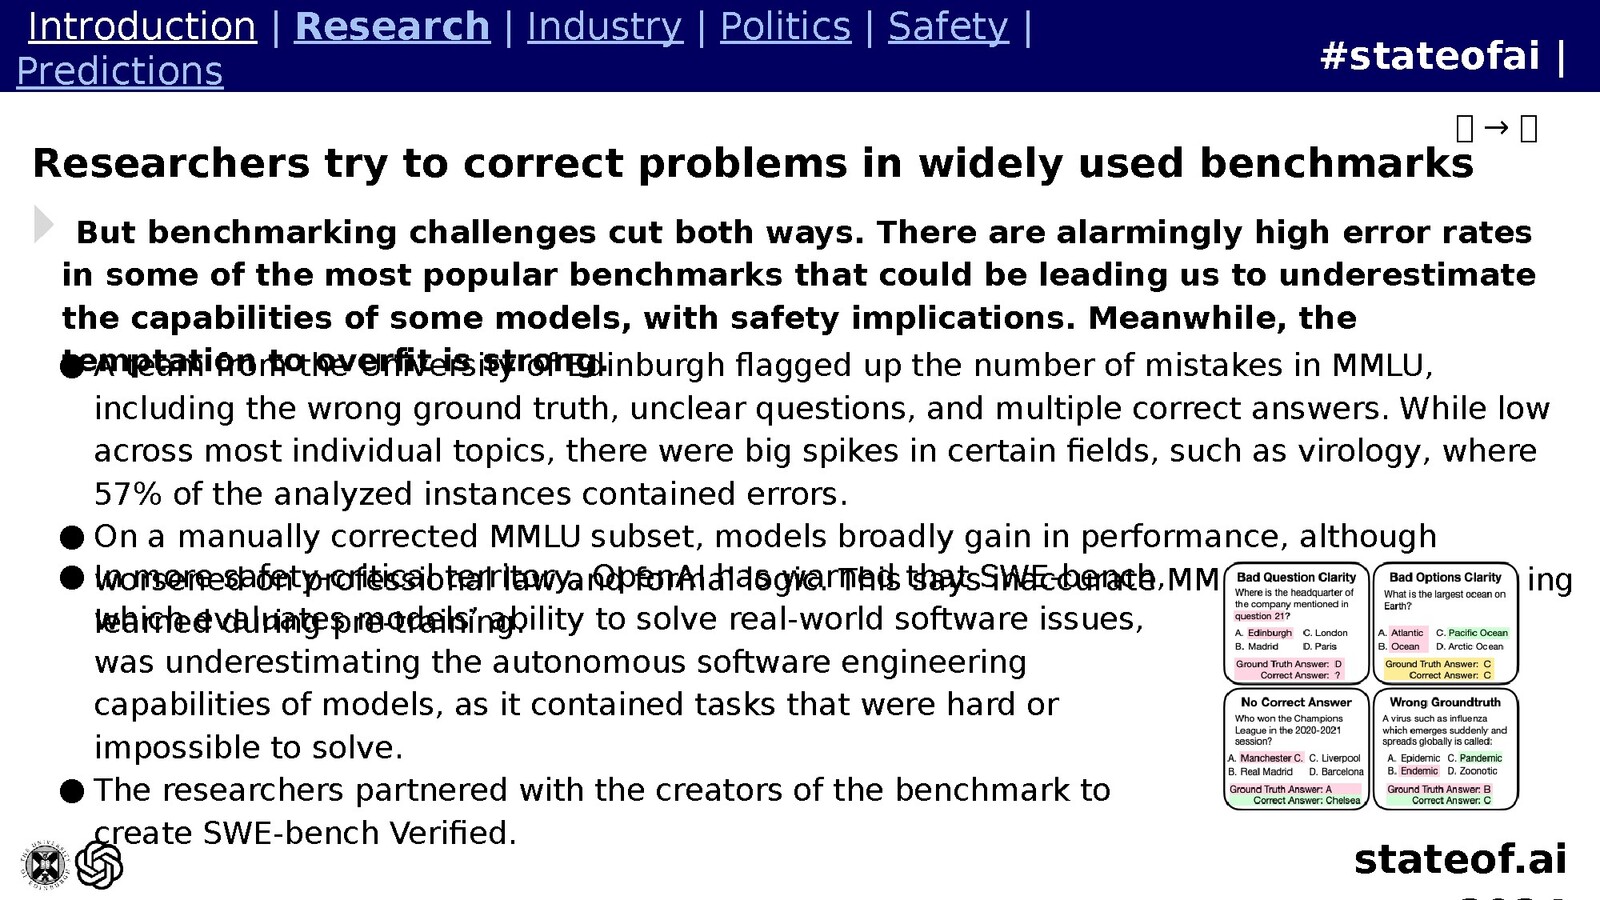 Introduction | Research | Industry | Politics | Safety |
Predictions
#stateofai |
→
Researchers try to correct problems in widely used benchmarks
But benchmarking challenges cut both ways. There are alarmingly high error rates
in some of the most popular benchmarks that could be leading us to underestimate
the capabilities of some models, with safety implications. Meanwhile, the
temptation to overfit is strong.
● A team from the University of Edinburgh flagged up the number of mistakes in MMLU,
including the wrong ground truth, unclear questions, and multiple correct answers. While low
across most individual topics, there were big spikes in certain fields, such as virology, where
57% of the analyzed instances contained errors.
● On a manually corrected MMLU subset, models broadly gain in performance, although
worsened on professional law and formal logic. This says inaccurate MM ing
learned during pre-training.
● In more safety-critical territory, OpenAI has warned that SWE-bench,
which evaluates models’ ability to solve real-world software issues,
was underestimating the autonomous software engineering
capabilities of models, as it contained tasks that were hard or
impossible to solve.
● The researchers partnered with the creators of the benchmark to
create SWE-bench Verified.
Bad Question Clarity
Where is the headquarter of
the company mentioned in
question 21?
A. Edinburgh C. London
B. Madrid D. Paris
Ground Truth Answer: D
Correct Answer: ?
Bad Options Clarity
What is the largest ocean on
Earth?
A. Atlantic C. Pacific Ocean
B. Ocean D. Arctic Ocean
Ground Truth Answer: C
Correct Answer: C
No Correct Answer
Who won the Champions
League in the 2020-2021
session?
A. Manchester C. C. Liverpool
B. Real Madrid D. Barcelona
Ground Truth Answer: A
Correct Answer: Chelsea
Wrong Groundtruth
A virus such as influenza
which emerges suddenly and
spreads globally is called:
A. Epidemic C. Pandemic
B. Endemic D. Zoonotic
Ground Truth Answer: B
Correct Answer: C
stateof.ai